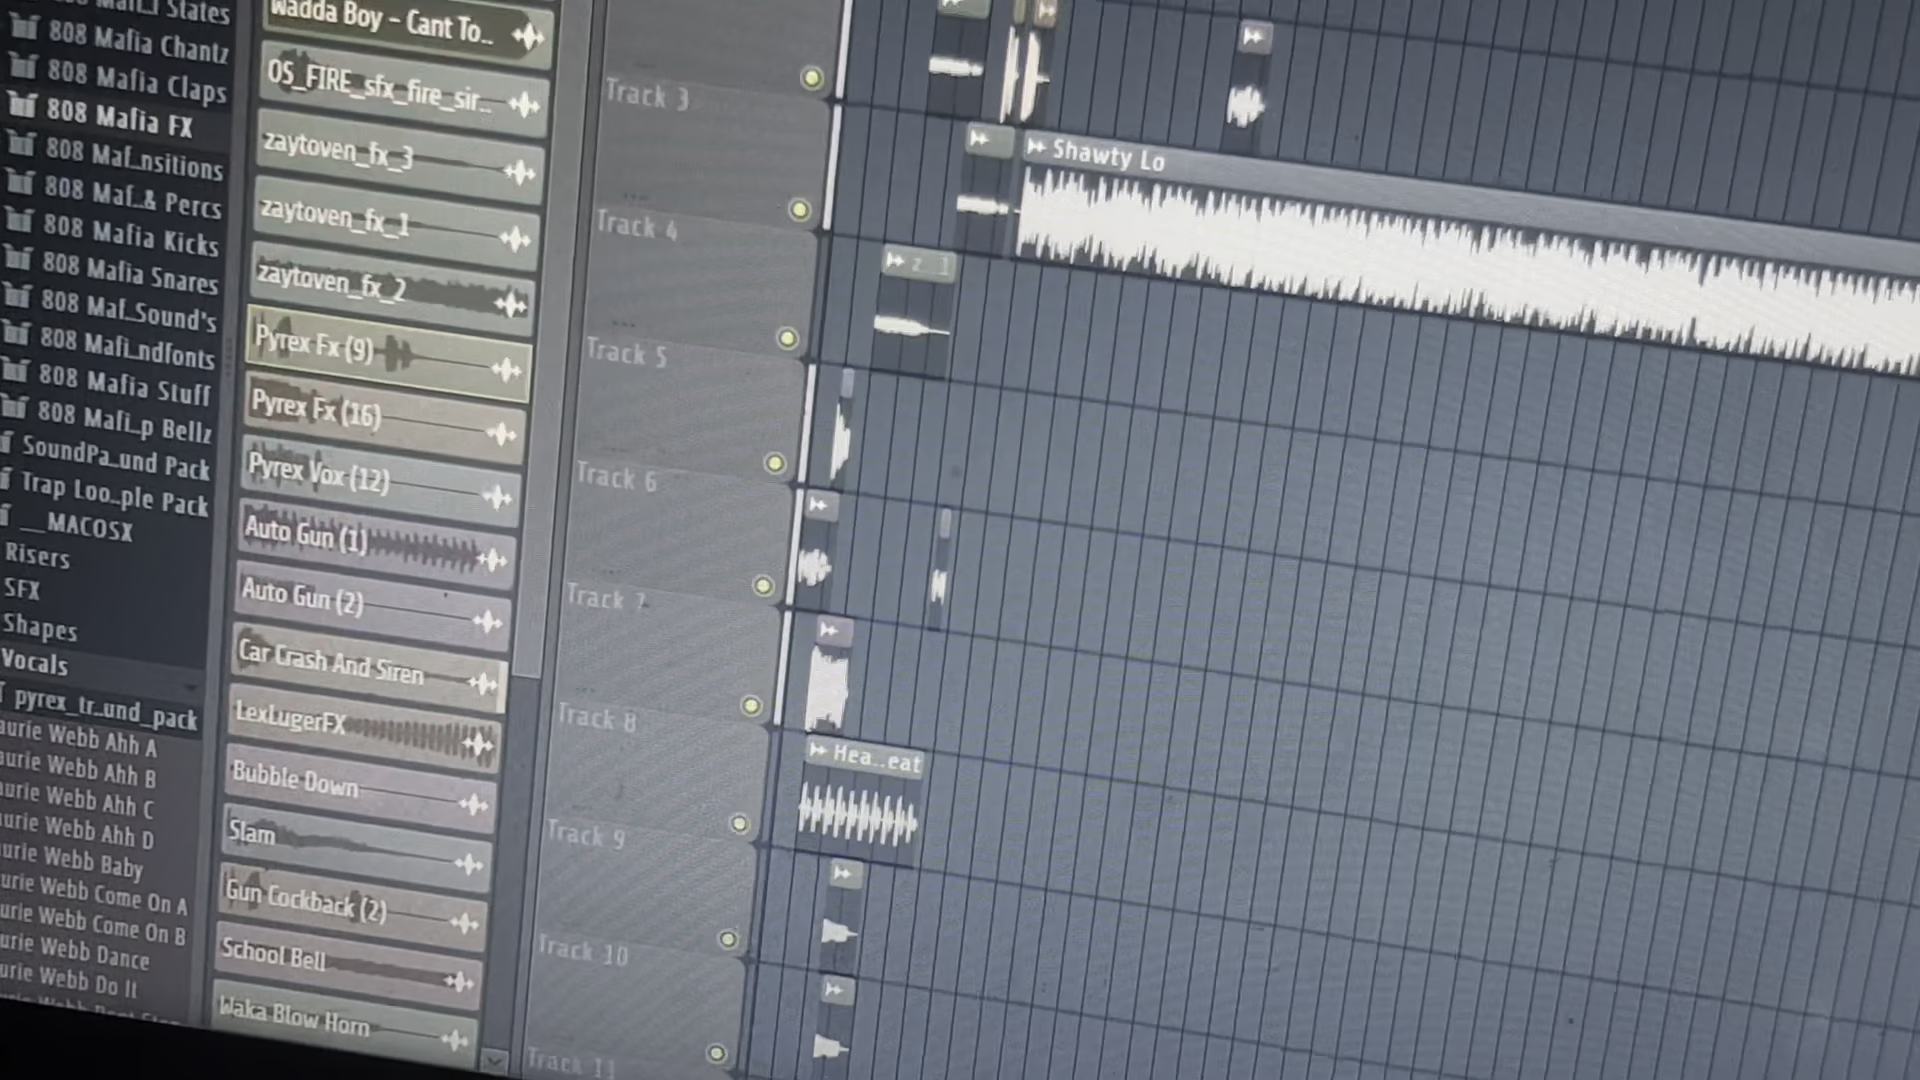 States
808 Mafia Chantz
808 Mafia Claps
808 Mafia FX
808 Maf..nsitions
808 Maf..& Percs
808 Mafia Kicks
808 Mafia Snares
808 Maf..Sound's
808 Mafi..ndfonts
808 Mafia Stuff
808 Mafi..p Bellz
SoundPa..und Pack
Trap Loo..ple Pack
__MACOSX
Risers
SFX
Shapes
Vocals
pyrex_tr..und_pack
aurie Webb Ahh A
aurie Webb Ahh B
aurie Webb Ahh C
aurie Webb Ahh D
aurie Webb Baby
urie Webb Come On A
urie Webb Come On B
urie Webb Dance
urie Webb Do It
Wadda Boy - Cant To..
OS_FIRE_sfx_fire_sir..
zaytoven_fx_3
zaytoven_fx_1
zaytoven_fx_2
Pyrex Fx (9)
Pyrex Fx (16)
Pyrex Vox (12)
Auto Gun (1)
Auto Gun (2)
Car Crash And Siren
LexLugerFX
Bubble Down
Slam
Gun Cockback (2)
School Bell
Waka Blow Horn
Track 3
Track 4
Track 5
Track 6
Track 7
Track 8
Track 9
Track 10
Track 11
Shawty Lo
z_1
Hea..eat